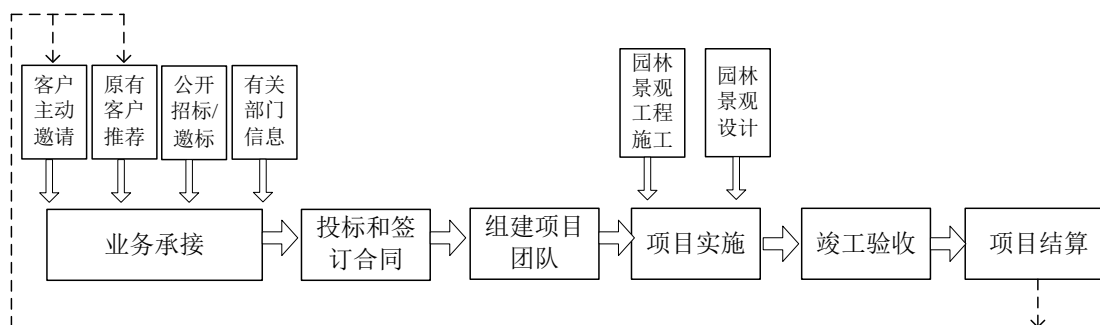 客户
主动
邀请
原有
客户
推荐
公开
招标/
邀标
有关
部门
信息
园林
景观
工程
施工
园林
景观
设计
业务承接
投标和签
订合同
组建项目
团队
项目实施
竣工验收
项目结算